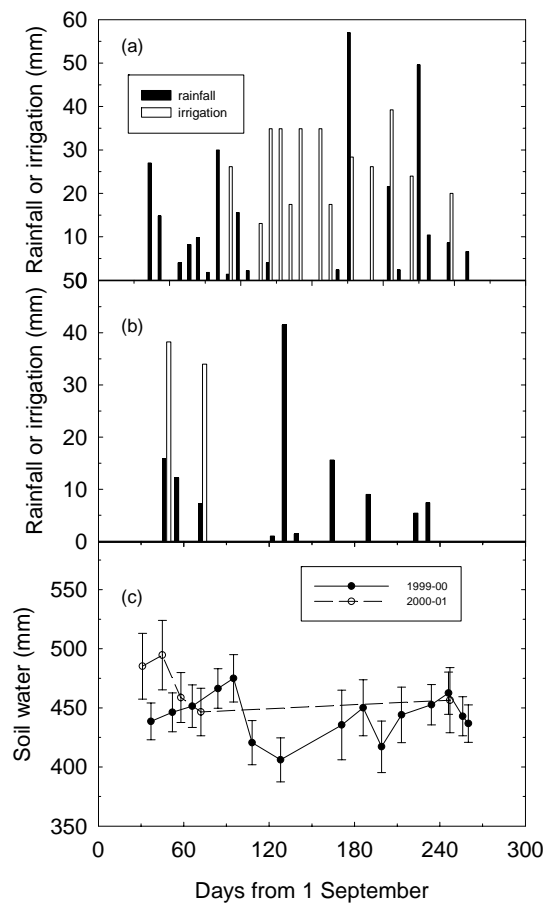 60
(a)
50
rainfall
irrigation
40
30
20
10
Rainfall or irrigation (mm)
50
(b)
40
30
20
10
0
Rainfall or irrigation (mm)
(c)
1999-00
2000-01
550
500
450
400
350
Soil water (mm)
0 60 120 180 240 300
Days from 1 September